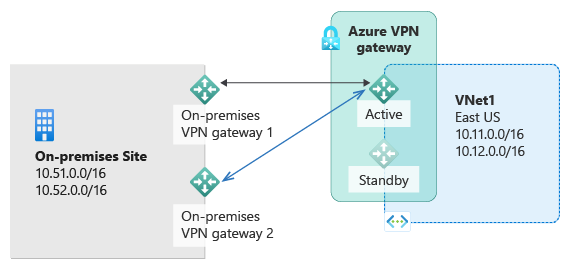 Azure VPN
gateway
On-premises
VPN gateway 1
On-premises Site
10.51.0.0/16
10.52.0.0/16
On-premises
VPN gateway 2
Active
Standby
VNet1
East US
10.11.0.0/16
10.12.0.0/16